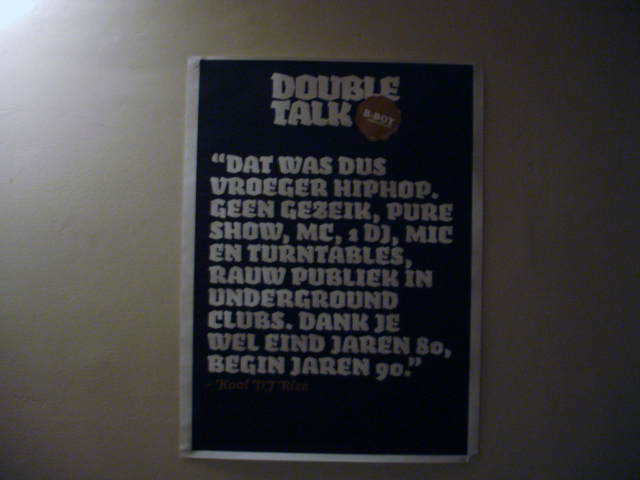 DOUBLE
TALK
B-BOY
“DAT WAS DUS
VROEGER HIPHOP.
GEEN GEZEIK, PURE
SHOW, MC, 1 DJ, MIC
EN TURNTABLES,
RAUW PUBLIEK IN
UNDERGROUND
CLUBS. DANK JE
WEL EIND JAREN 80,
BEGIN JAREN 90.”
- Kool DJ Rize